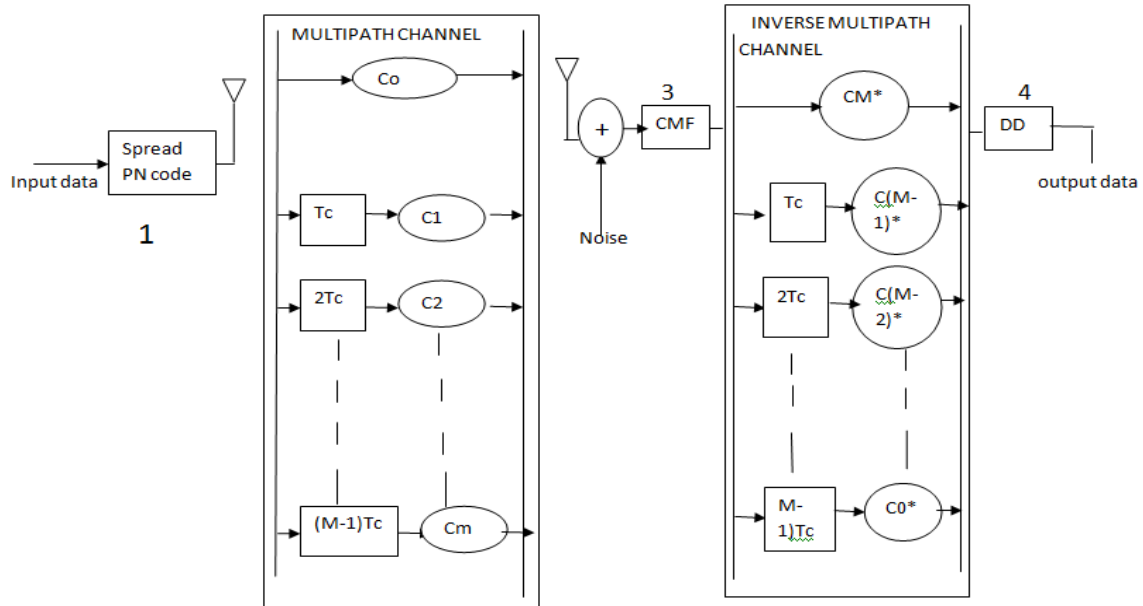 Input data
Spread
PN code
1
MULTIPATH CHANNEL
Co
Tc
C1
2Tc
C2
(M-1)Tc
Cm
+
Noise
3
CMF
INVERSE MULTIPATH
CHANNEL
CM*
Tc
C(M-
1)*
2Tc
C(M-
2)*
M-
1)Tc
C0*
4
DD
output data